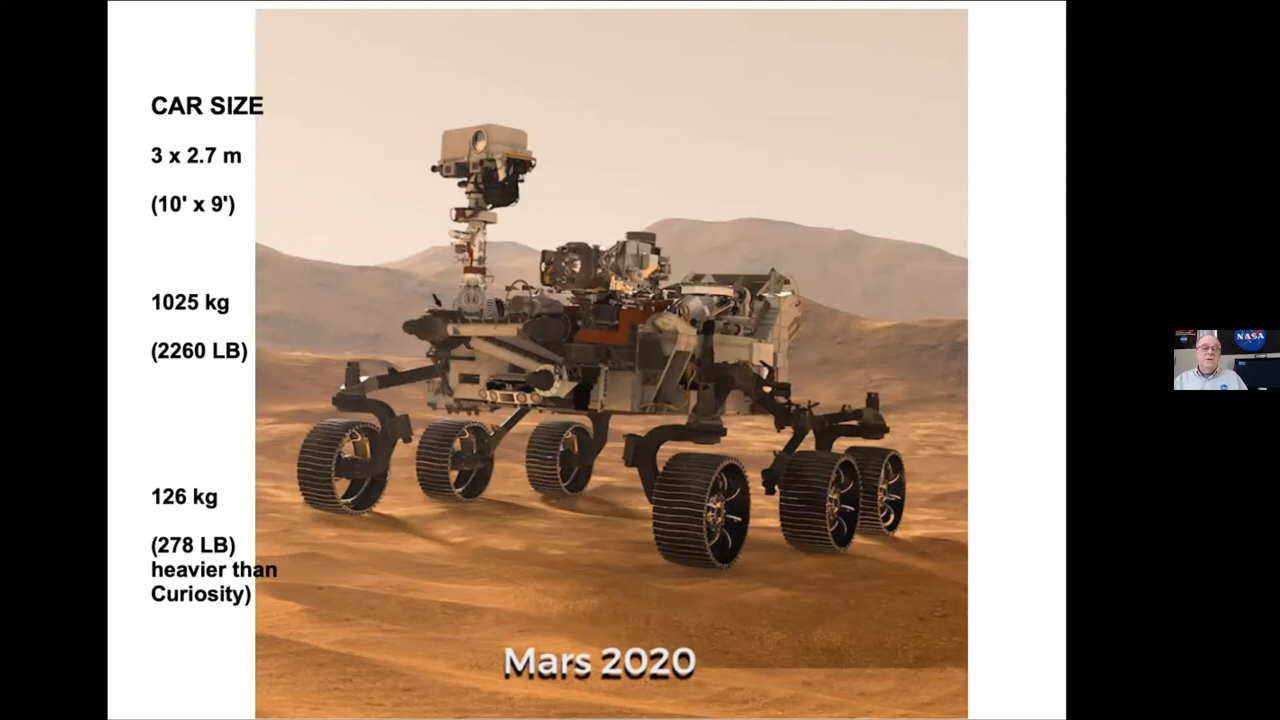 CAR SIZE
3 x 2.7 m
(10' x 9')
1025 kg
(2260 LB)
126 kg
(278 LB)
heavier than
Curiosity)
Mars 2020
NASA